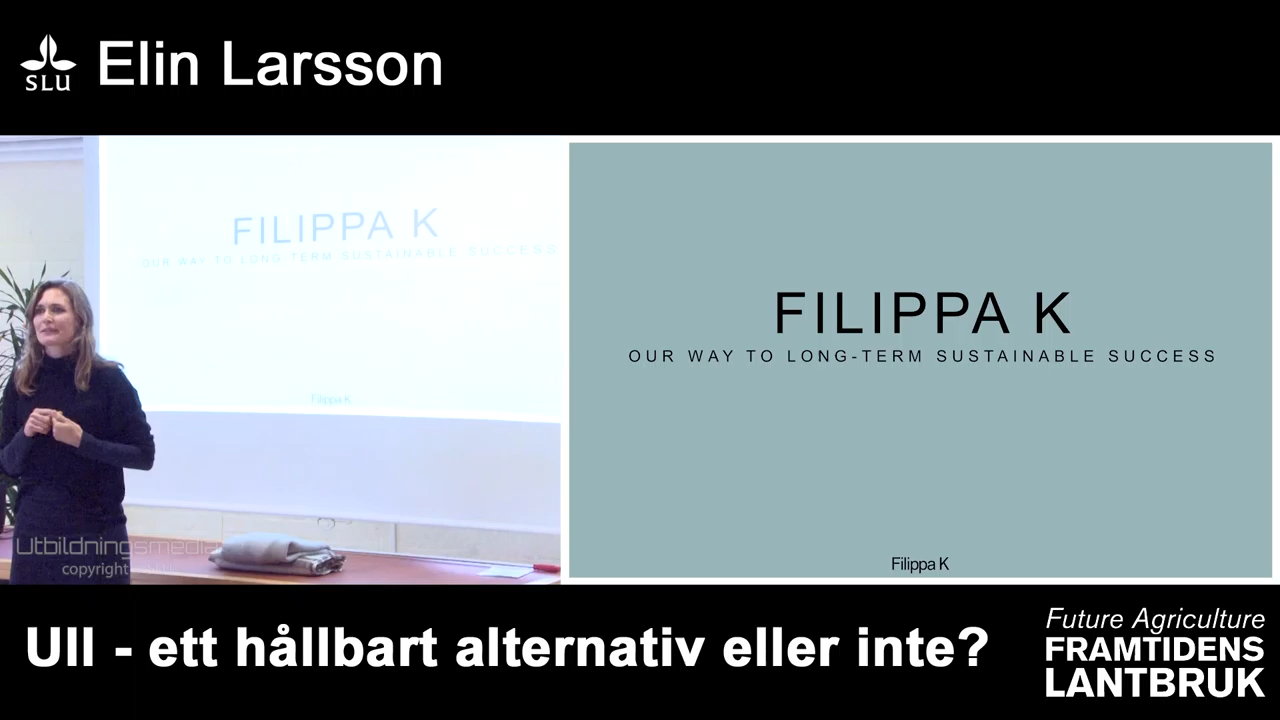 SLU
Elin Larsson
FILIPPA K
OUR WAY TO LONG-TERM SUSTAINABLE SUCCESS
Filippa K
FILIPPA K
OUR WAY TO LONG-TERM SUSTAINABLE SUCCESS
Filippa K
Utbildningsmedia
copyright - SLU
Ull - ett hållbart alternativ eller inte?
Future Agriculture
FRAMTIDENS
LANTBRUK